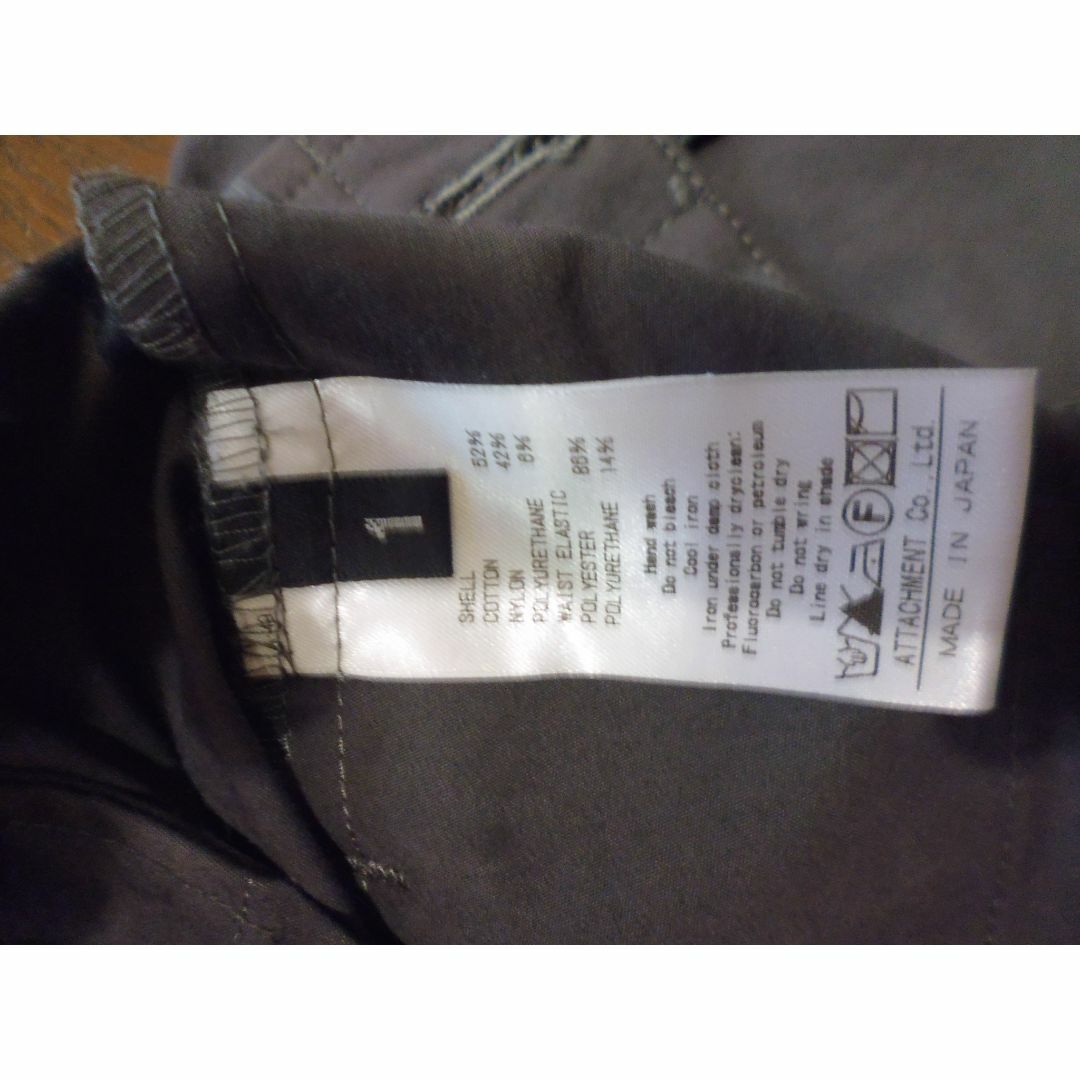 1
SHELL
COTTON 52%
NYLON 42%
POLYURETHANE 6%
WAIST ELASTIC
POLYESTER 86%
POLYURETHANE 14%
Hand wash
Do not bleach
Cool iron
Iron under damp cloth
Professionally dryclean:
Fluorocarbon or petroleum
Do not tumble dry
Do not wring
Line dry in shade
F
ATTACHMENT Co.,Ltd.
MADE IN JAPAN